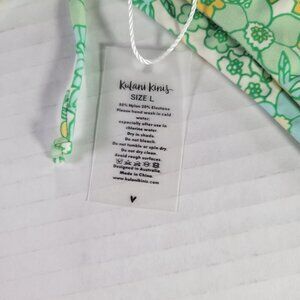 Kulani Kinis
SIZE L
80% Nylon 20% Elastane
Please hand wash in cold
water,
especially after use in
chlorine water
Dry in shade.
Do not bleach.
Do not tumble or spin dry.
Do not dry clean.
Avoid rough surfaces.
Designed in Australia.
Made in China.
www.kulanikinis.com